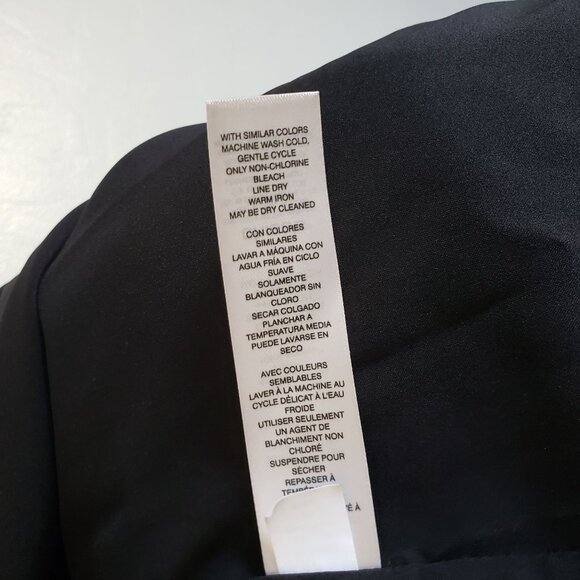 WITH SIMILAR COLORS
MACHINE WASH COLD,
GENTLE CYCLE
ONLY NON-CHLORINE
BLEACH
LINE DRY
WARM IRON
MAY BE DRY CLEANED
CON COLORES
SIMILARES
LAVAR A MÁQUINA CON
AGUA FRÍA EN CICLO
SUAVE
SOLAMENTE
BLANQUEADOR SIN
CLORO
SECAR COLGADO
PLANCHAR A
TEMPERATURA MEDIA
PUEDE LAVARSE EN
SECO
AVEC COULEURS
SEMBLABLES
LAVER À LA MACHINE AU
CYCLE DÉLICAT À L'EAU
FROIDE
UTILISER SEULEMENT
UN AGENT DE
BLANCHIMENT NON
CHLORÉ
SUSPENDRE POUR
SÈCHER
REPASSER À